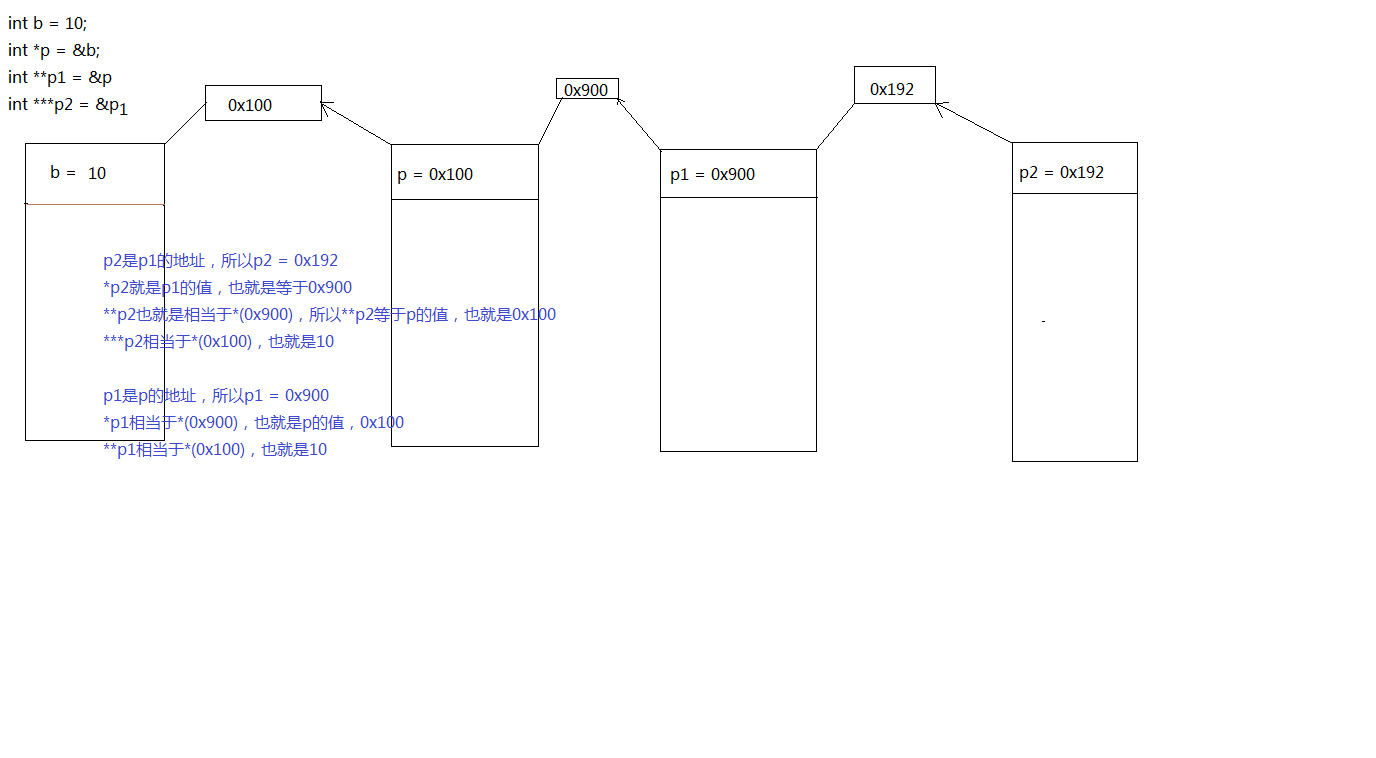 int b = 10;
int *p = &b;
int **p1 = &p
int ***p2 = &p1
0x100
0x900
0x192
b = 10
p = 0x100
p1 = 0x900
p2 = 0x192
p2是p1的地址，所以p2 = 0x192
*p2就是p1的值，也就是等于0x900
**p2也就是相当于*(0x900)，所以**p2等于p的值，也就是0x100
***p2相当于*(0x100)，也就是10
p1是p的地址，所以p1 = 0x900
*p1相当于*(0x900)，也就是p的值，0x100
**p1相当于*(0x100)，也就是10